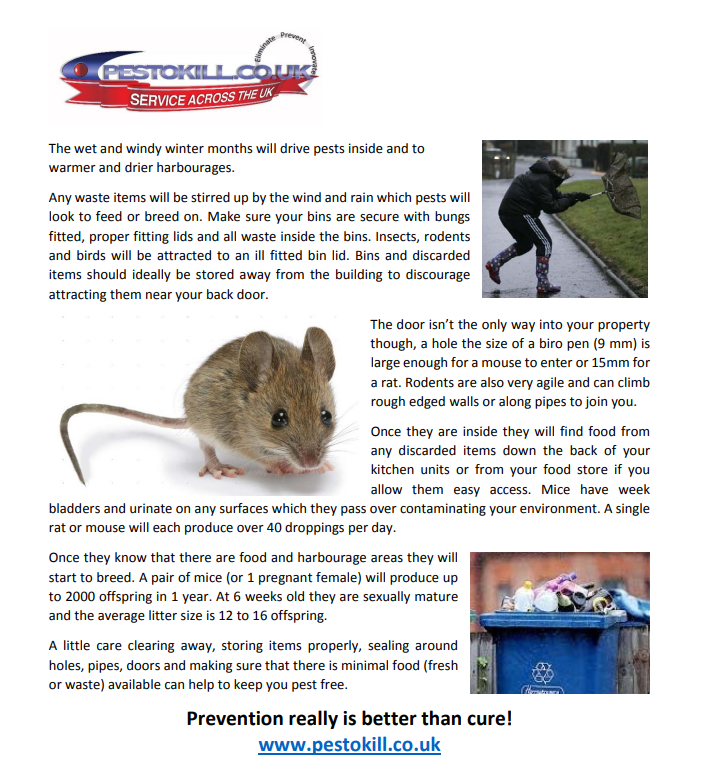 Eliminate Prevent Innovate
PESTOKILL.CO.UK
SERVICE ACROSS THE UK
The wet and windy winter months will drive pests inside and to
warmer and drier harbourages.
Any waste items will be stirred up by the wind and rain which pests will
look to feed or breed on. Make sure your bins are secure with bungs
fitted, proper fitting lids and all waste inside the bins. Insects, rodents
and birds will be attracted to an ill fitted bin lid. Bins and discarded
items should ideally be stored away from the building to discourage
attracting them near your back door.
The door isn’t the only way into your property
though, a hole the size of a biro pen (9 mm) is
large enough for a mouse to enter or 15mm for
a rat. Rodents are also very agile and can climb
rough edged walls or along pipes to join you.
Once they are inside they will find food from
any discarded items down the back of your
kitchen units or from your food store if you
allow them easy access. Mice have week
bladders and urinate on any surfaces which they pass over contaminating your environment. A single
rat or mouse will each produce over 40 droppings per day.
Once they know that there are food and harbourage areas they will
start to breed. A pair of mice (or 1 pregnant female) will produce up
to 2000 offspring in 1 year. At 6 weeks old they are sexually mature
and the average litter size is 12 to 16 offspring.
A little care clearing away, storing items properly, sealing around
holes, pipes, doors and making sure that there is minimal food (fresh
or waste) available can help to keep you pest free.
Prevention really is better than cure!
www.pestokill.co.uk